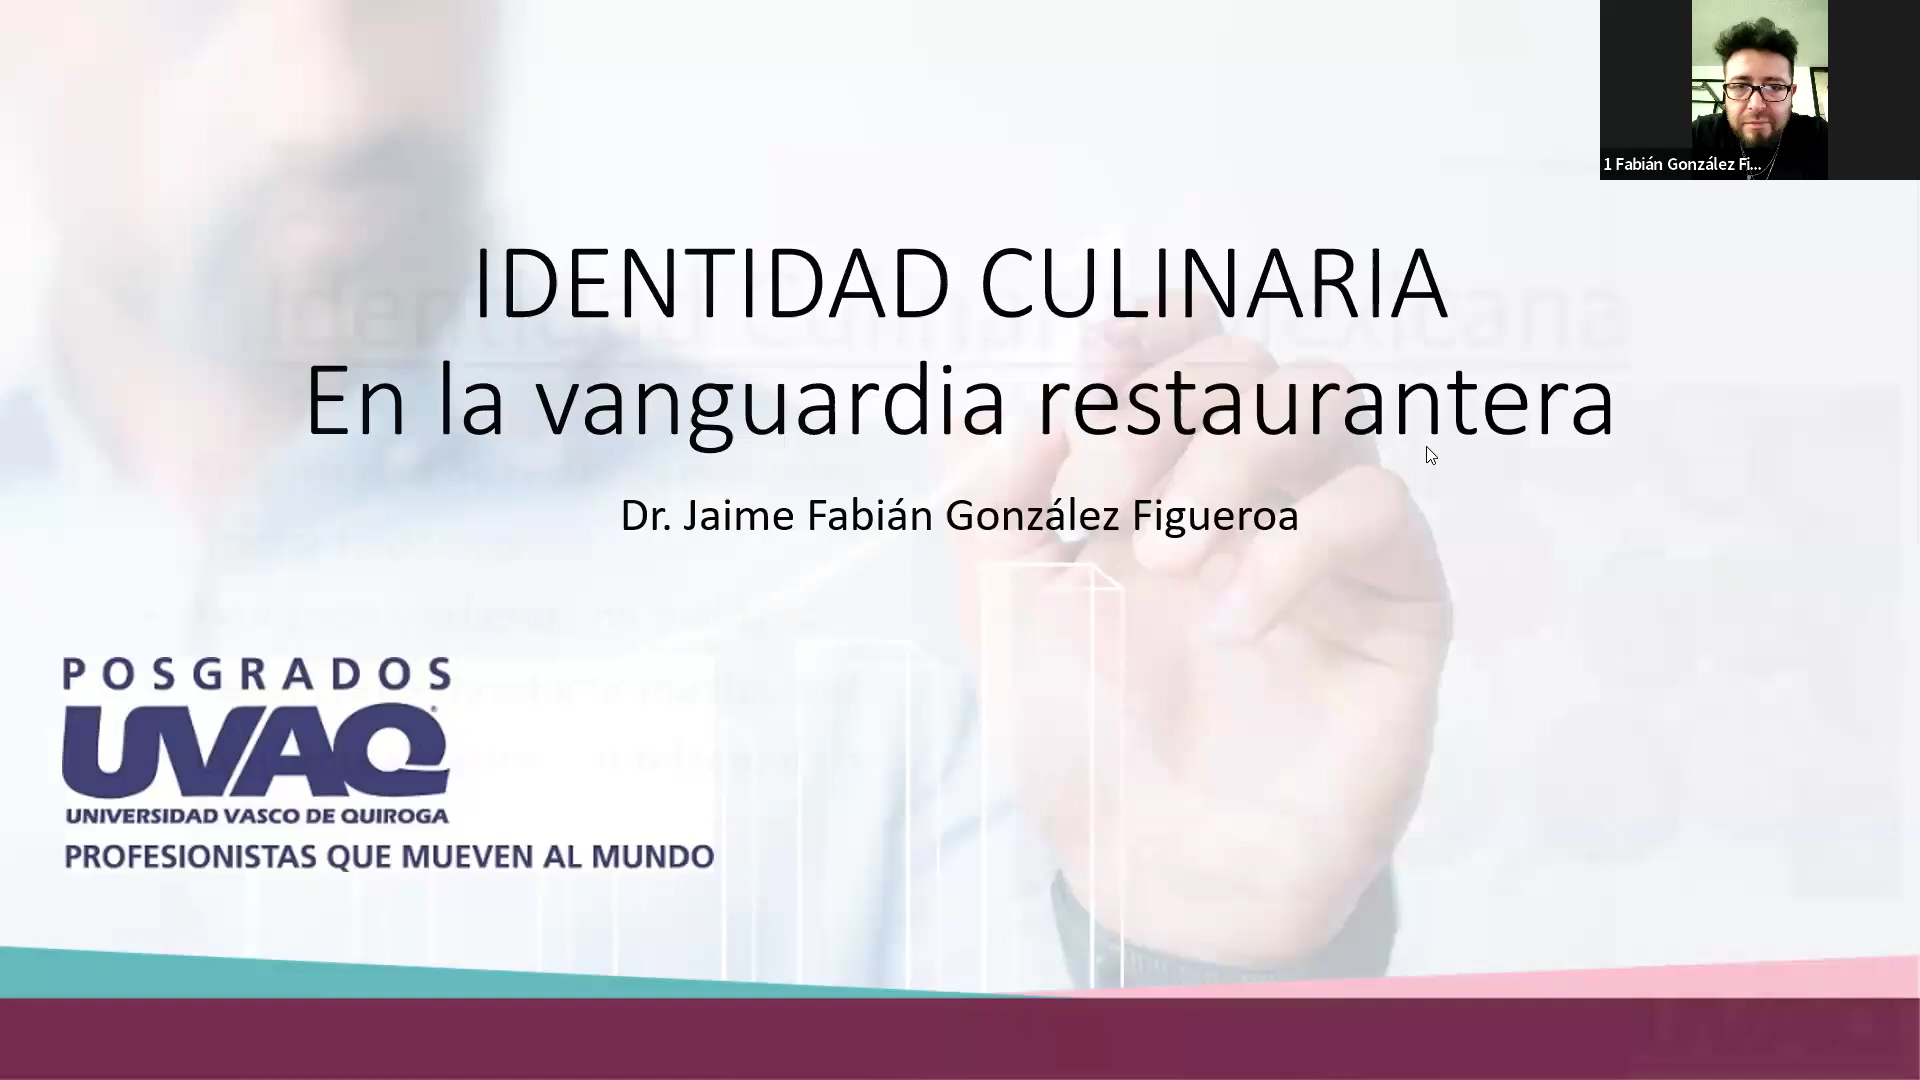 1 Fabián González Fi...
IDENTIDAD CULINARIA
En la vanguardia restaurantera
Dr. Jaime Fabián González Figueroa
POSGRADOS
UVAQ
UNIVERSIDAD VASCO DE QUIROGA
PROFESIONISTAS QUE MUEVEN AL MUNDO